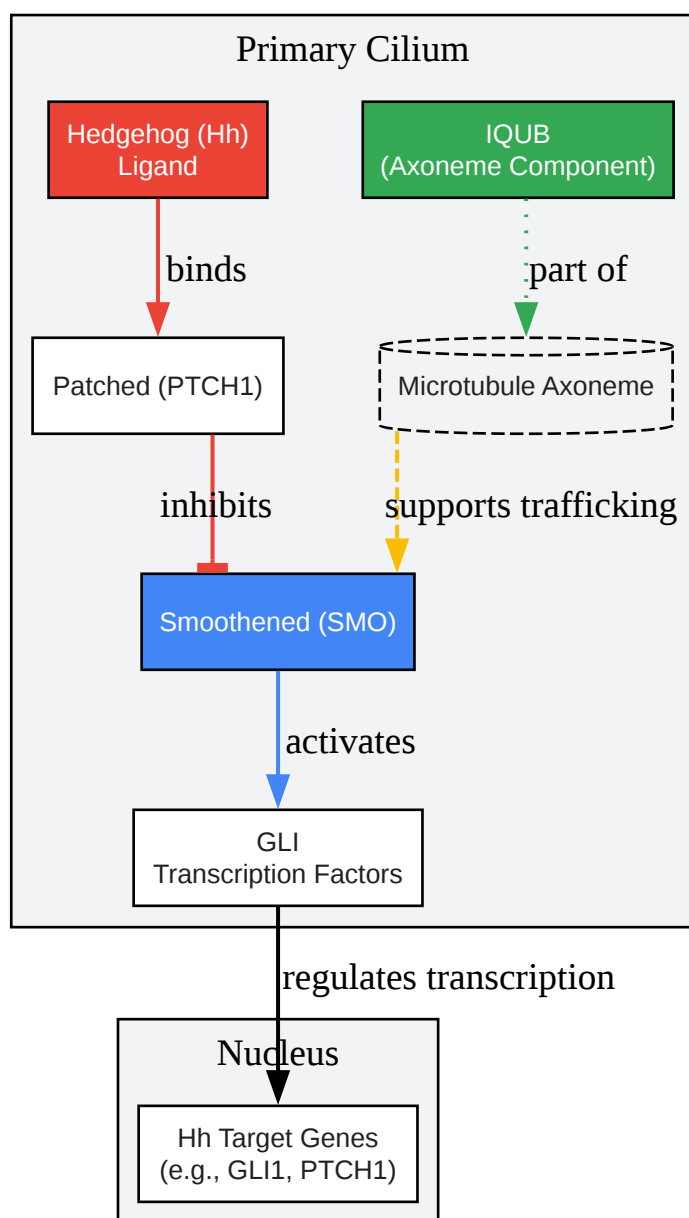 Primary Cilium
Hedgehog (Hh)
Ligand
IQUB
(Axoneme Component)
binds
part of
Patched (PTCH1)
Microtubule Axoneme
inhibits
supports trafficking
Smoothened (SMO)
activates
GLI
Transcription Factors
regulates transcription
Nucleus
Hh Target Genes
(e.g., GLI1, PTCH1)